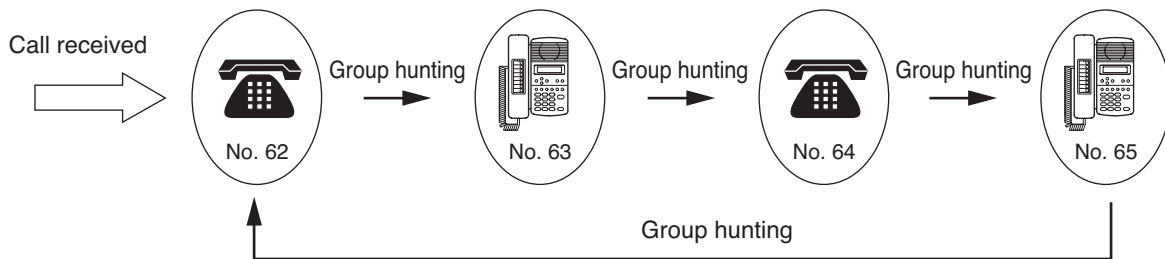 Call received
Group hunting
Group hunting
Group hunting
No. 62
No. 63
No. 64
No. 65
Group hunting